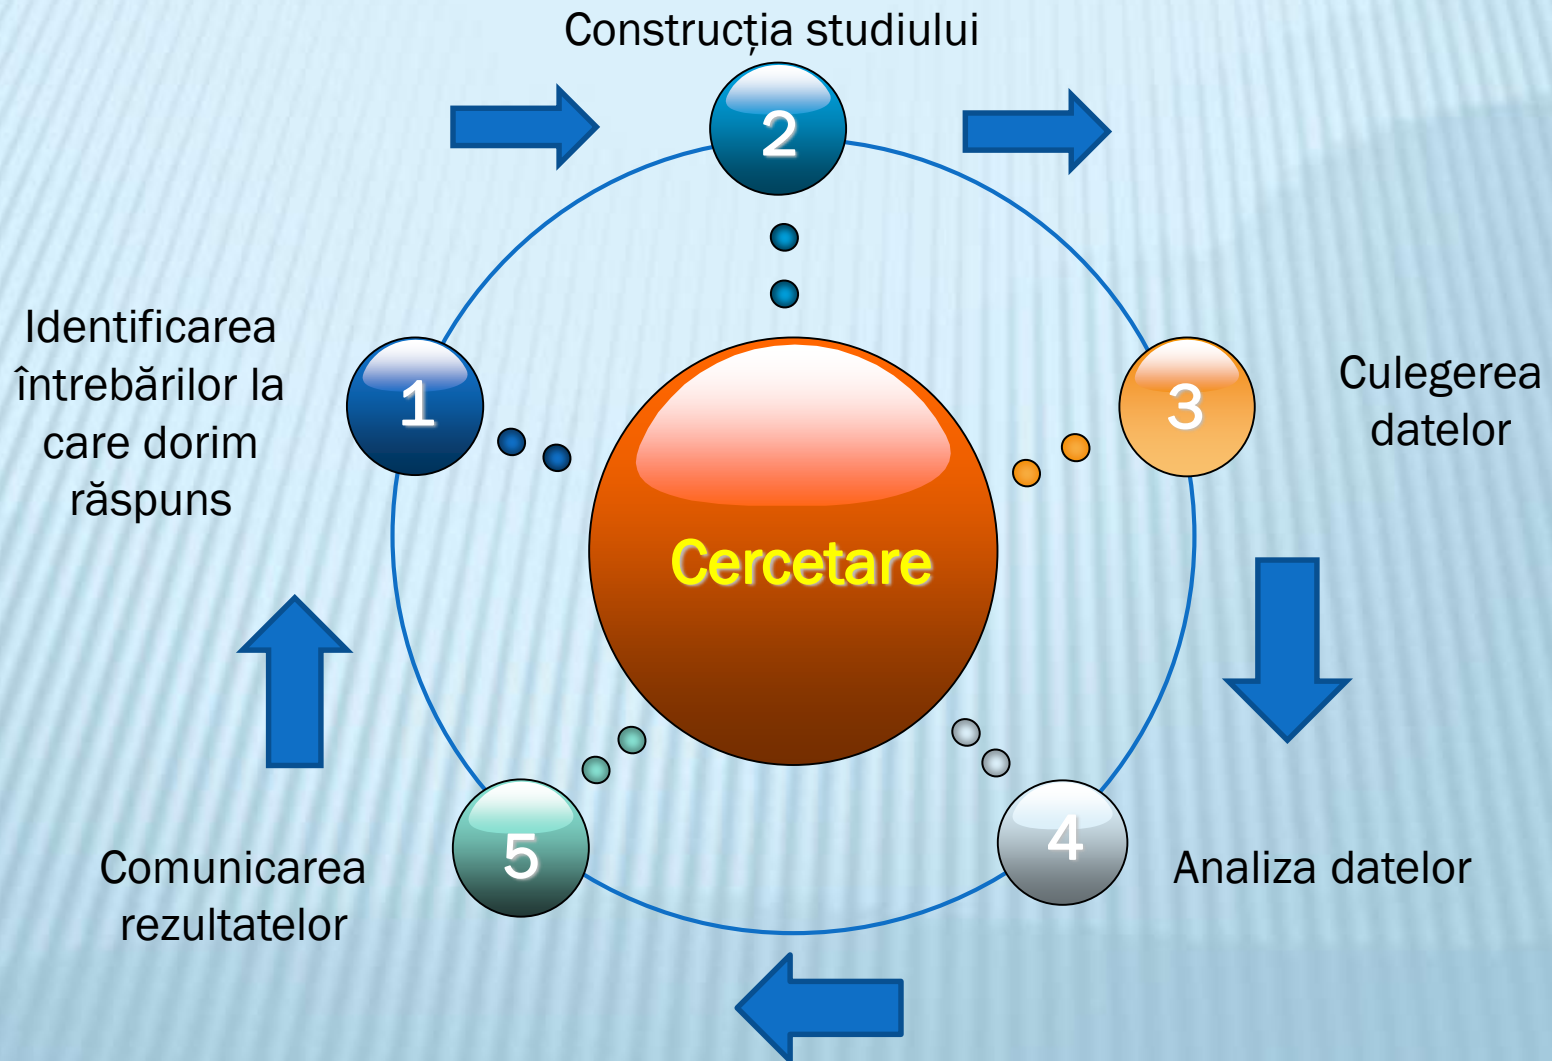 Construcția studiului
2
Identificarea
întrebărilor la
care dorim
răspuns
1
3
Culegerea
datelor
Cercetare
5
Comunicarea
rezultatelor
4
Analiza datelor